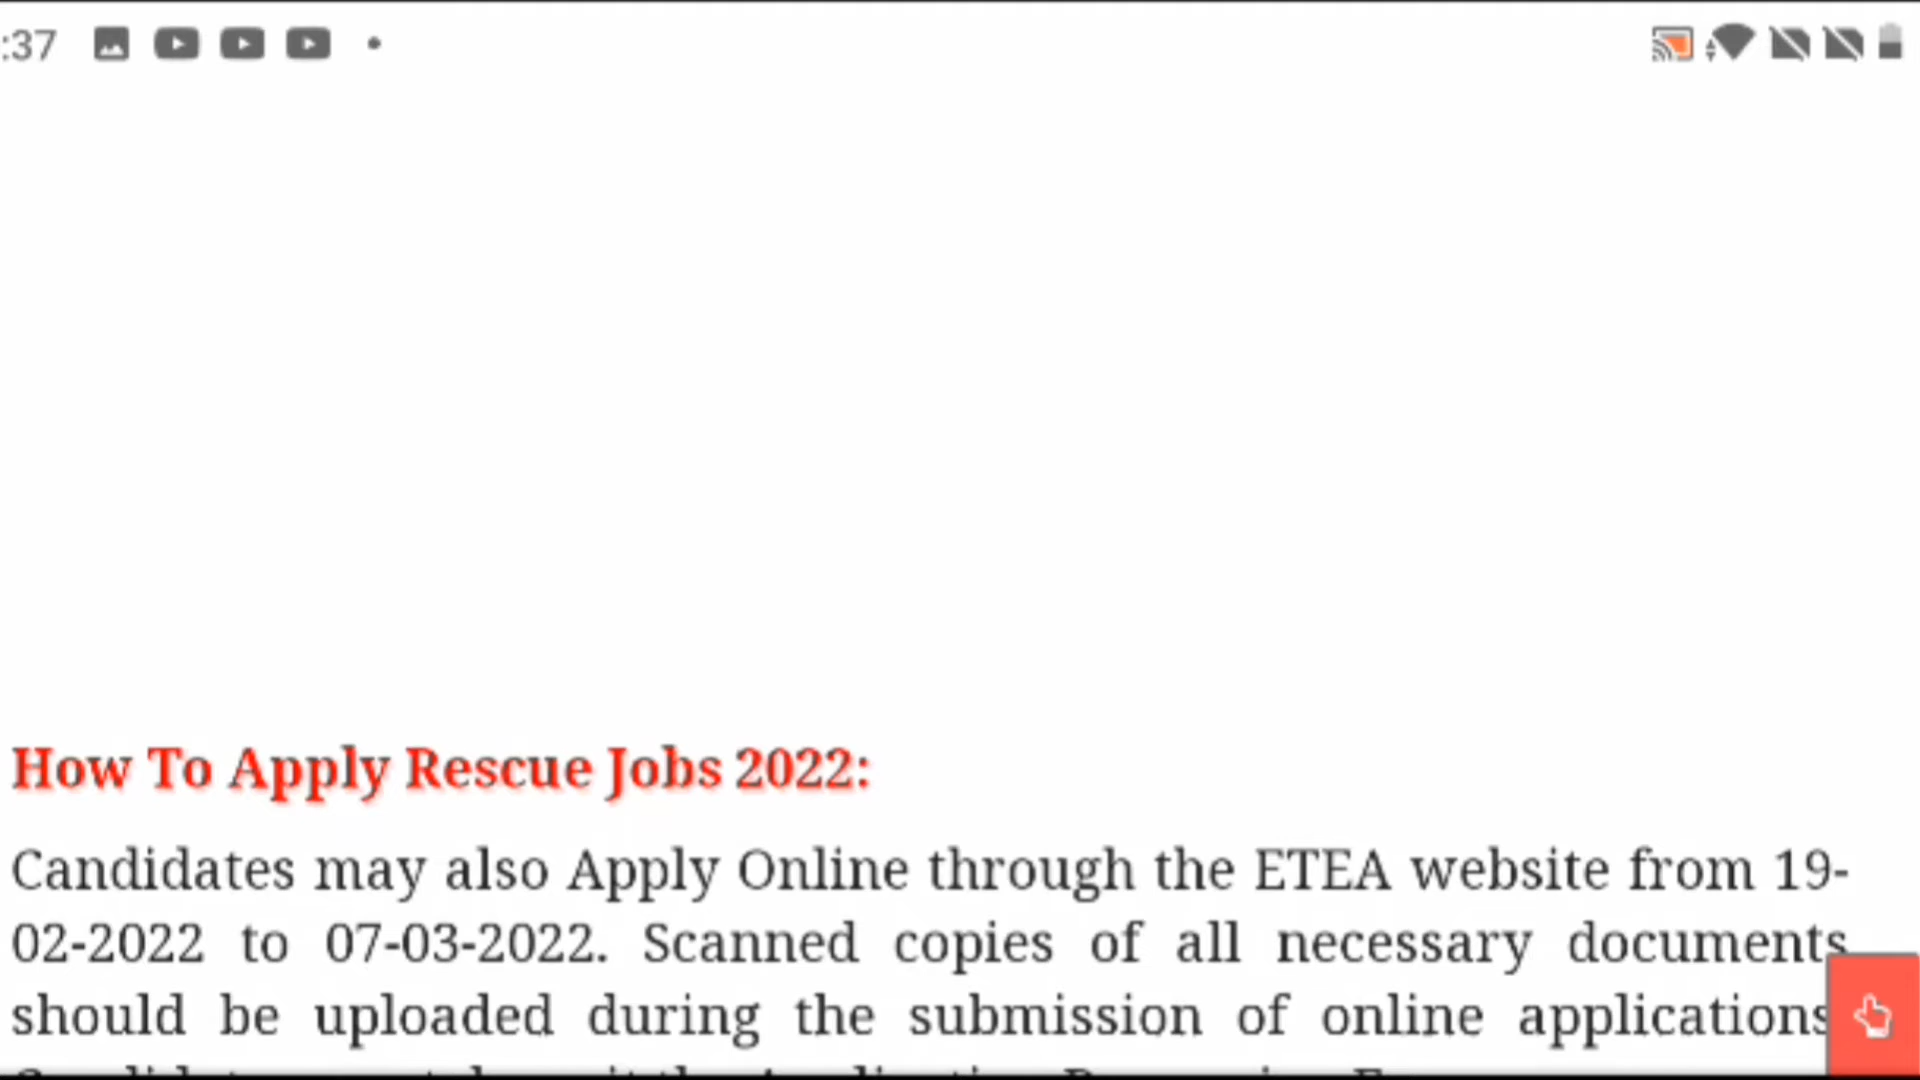 :37
How To Apply Rescue Jobs 2022:
Candidates may also Apply Online through the ETEA website from 19-
02-2022 to 07-03-2022. Scanned copies of all necessary documents
should be uploaded during the submission of online applications